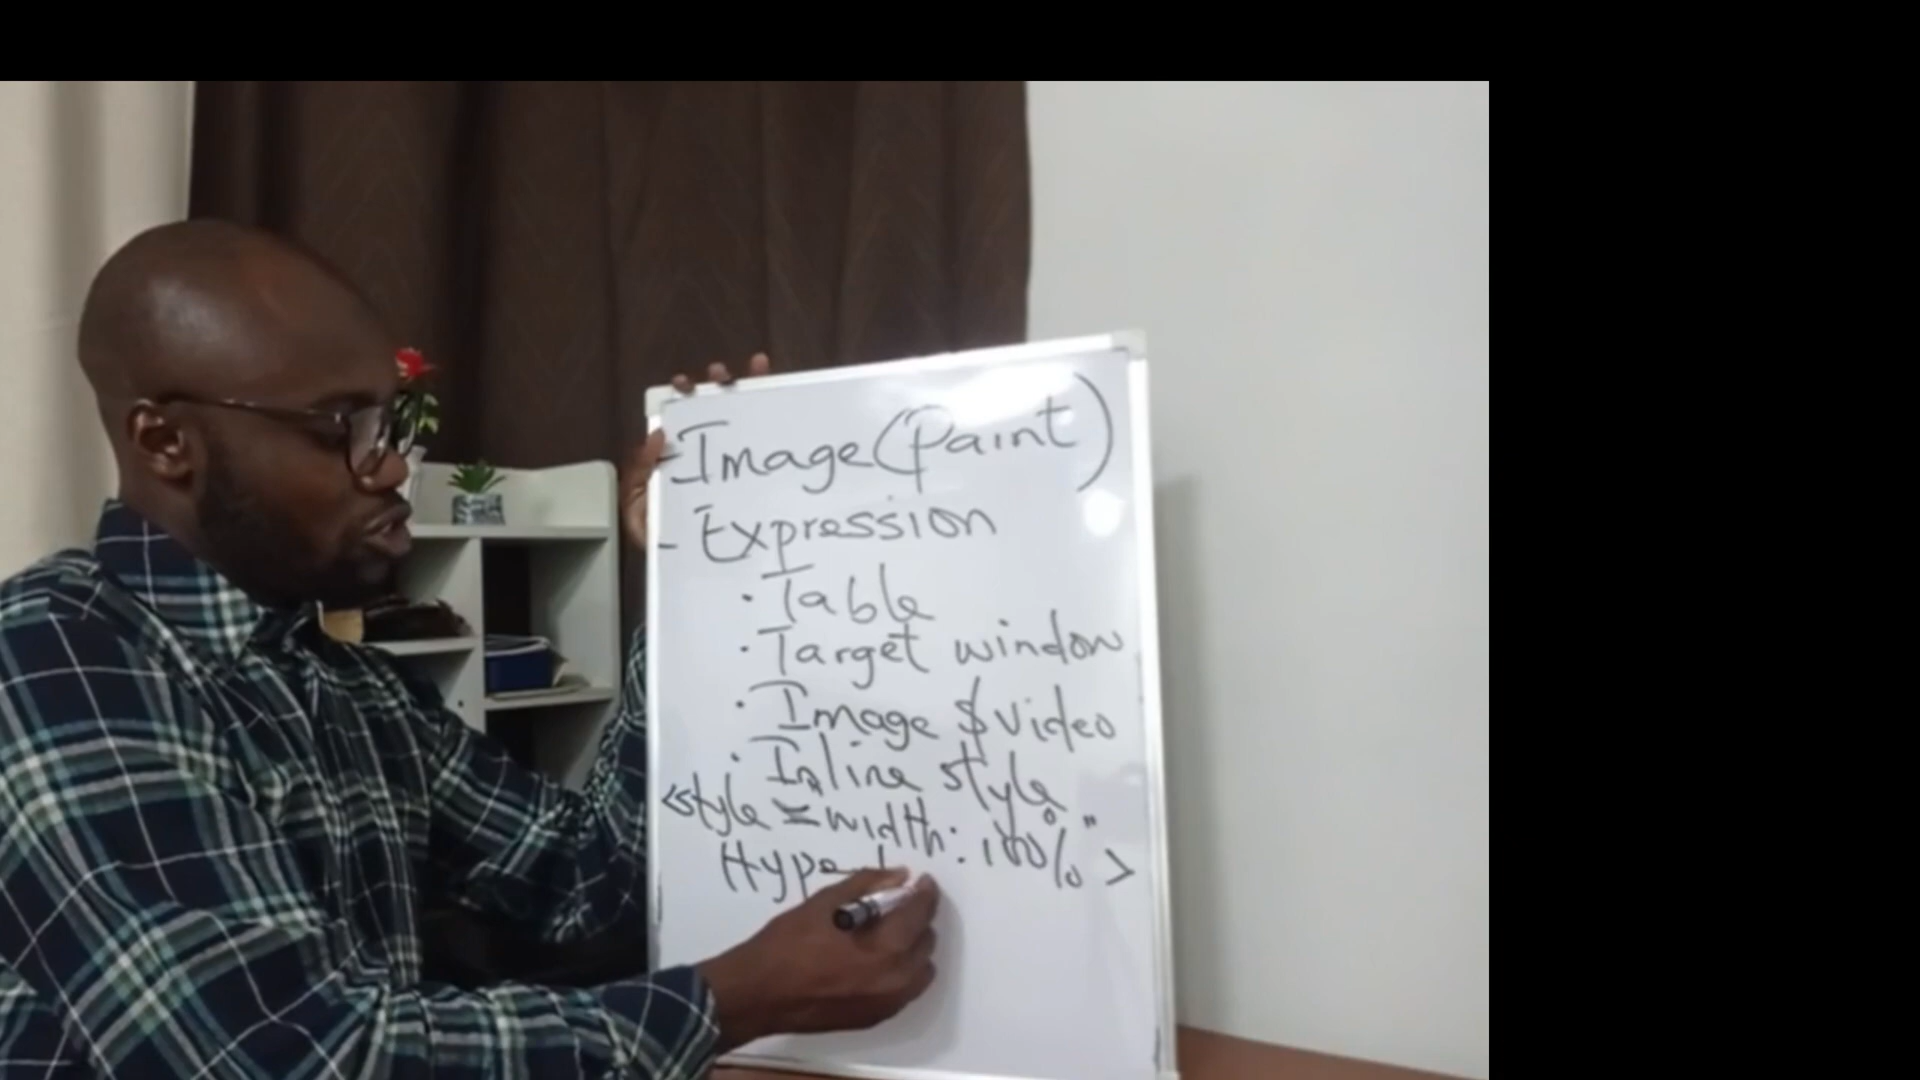 - Image (Paint)
- Expression
· Table
· Target window
· Image & Video
· Inline style
<style = width: 100%" >